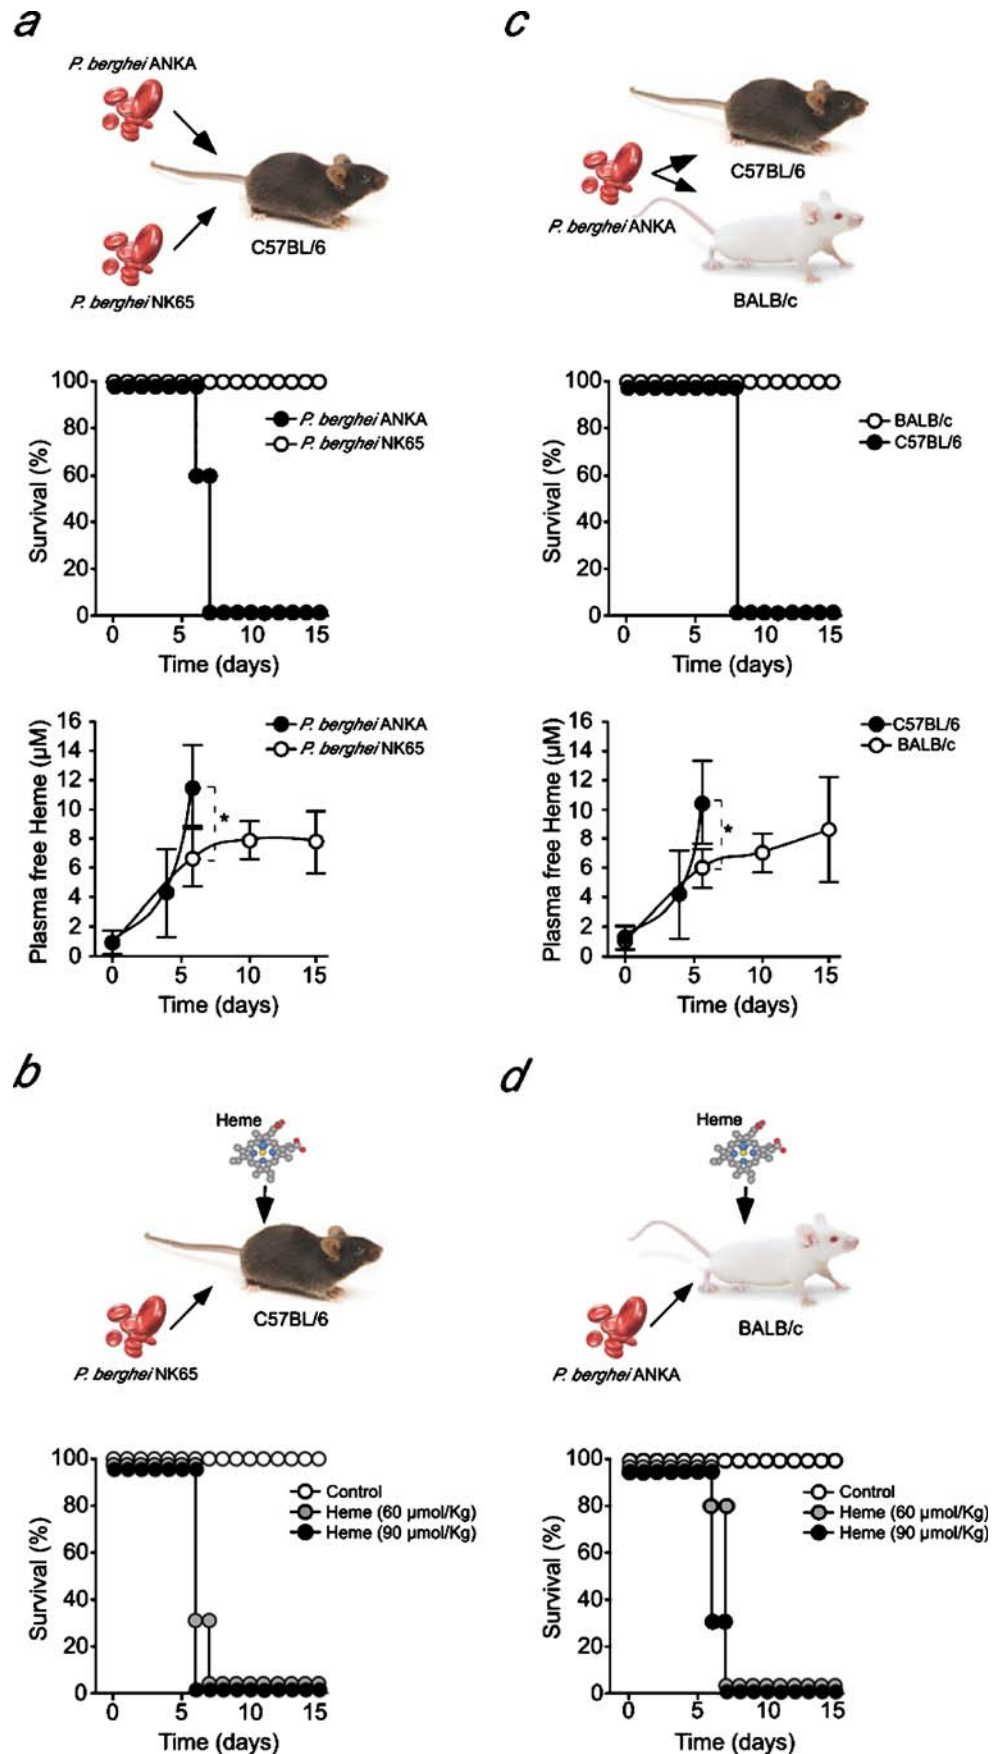 a
P. berghei ANKA
C57BL/6
P. berghei NK65
100
80
60
40
20
0
Survival (%)
P. berghei ANKA
P. berghei NK65
0 5 10 15
Time (days)
16
14
12
10
8
6
4
2
0
Plasma free Heme (µM)
P. berghei ANKA
P. berghei NK65
*
0 5 10 15
Time (days)
c
C57BL/6
P. berghei ANKA
BALB/c
100
80
60
40
20
0
Survival (%)
BALB/c
C57BL/6
0 5 10 15
Time (days)
16
14
12
10
8
6
4
2
0
Plasma free Heme (µM)
C57BL/6
BALB/c
*
0 5 10 15
Time (days)
b
Heme
C57BL/6
P. berghei NK65
100
80
60
40
20
0
Survival (%)
Control
Heme (60 µmol/Kg)
Heme (90 µmol/Kg)
0 5 10 15
Time (days)
d
Heme
BALB/c
P. berghei ANKA
100
80
60
40
20
0
Survival (%)
Control
Heme (60 µmol/Kg)
Heme (90 µmol/Kg)
0 5 10 15
Time (days)